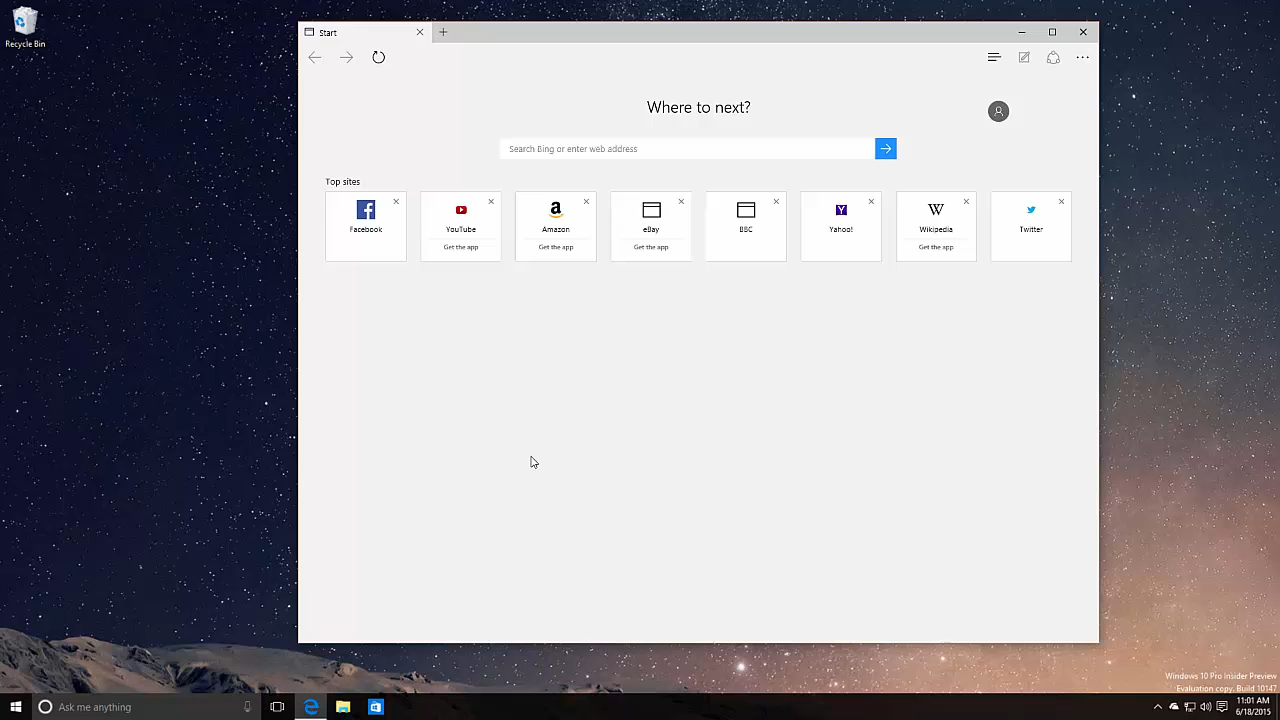 Recycle Bin
Start
Where to next?
Search Bing or enter web address
Top sites
Facebook
YouTube
Get the app
Amazon
Get the app
eBay
Get the app
BBC
Yahoo!
Wikipedia
Get the app
Twitter
Windows 10 Pro Insider Preview
Evaluation copy. Build 10147
Ask me anything
11:01 AM
6/18/2015